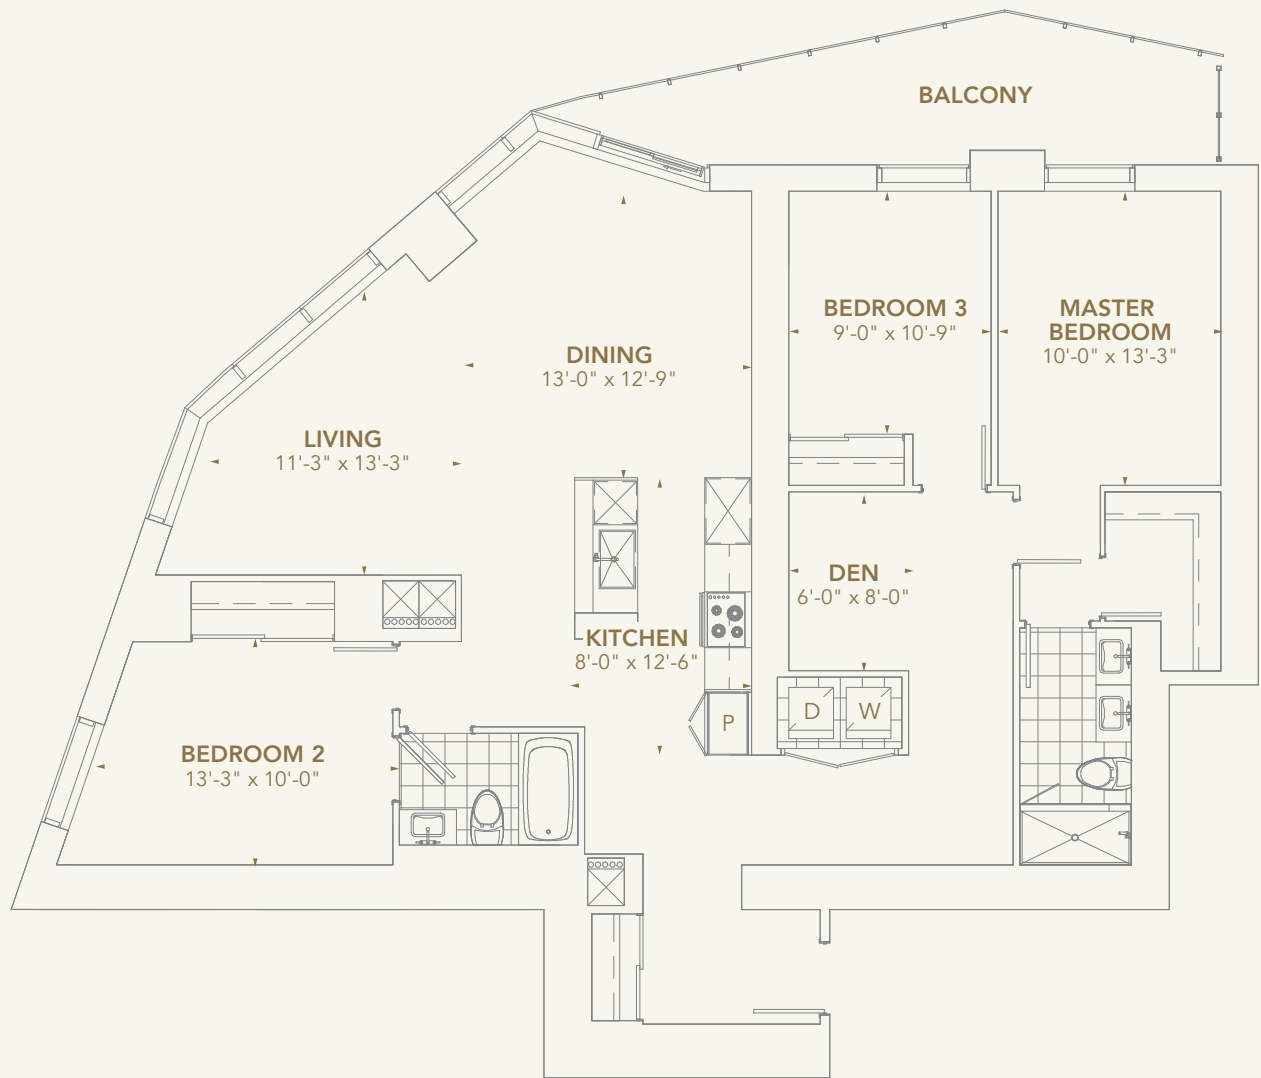 BALCONY
BEDROOM 3
9'-0" x 10'-9"
MASTER
BEDROOM
10'-0" x 13'-3"
DINING
13'-0" x 12'-9"
LIVING
11'-3" x 13'-3"
DEN
6'-0" x 8'-0"
KITCHEN
8'-0" x 12'-6"
P
D
W
BEDROOM 2
13'-3" x 10'-0"